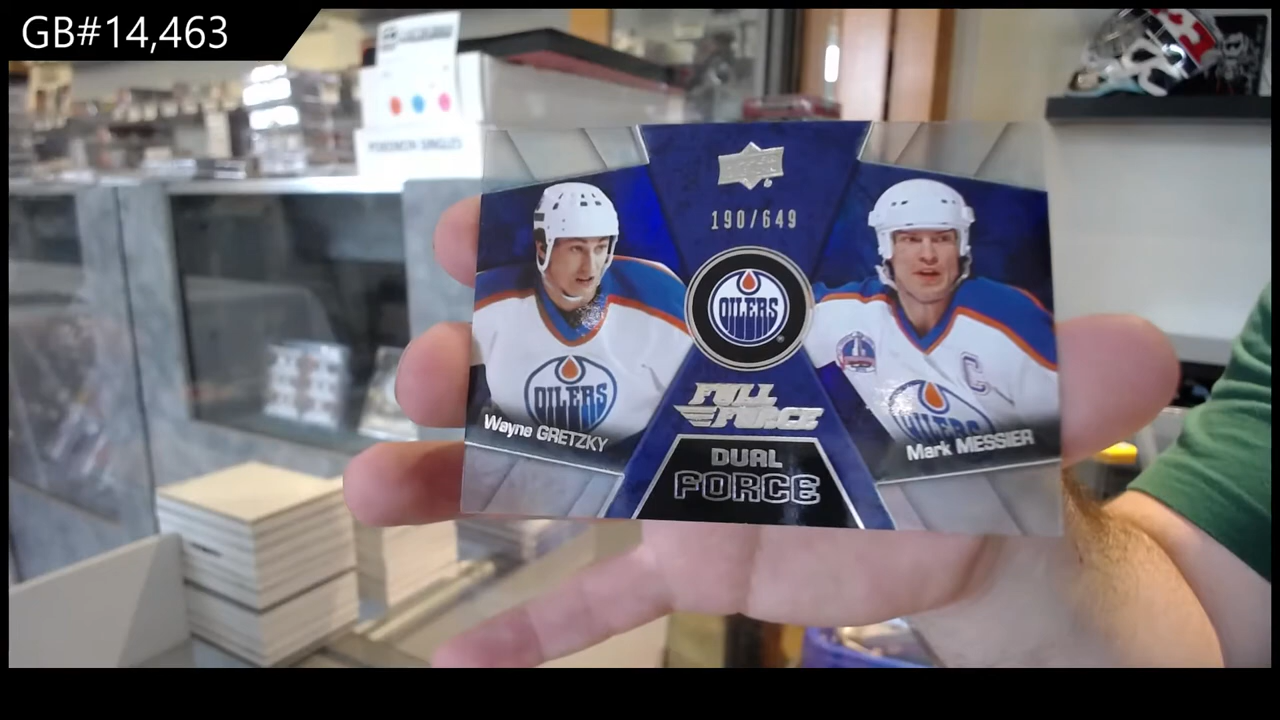 GB#14,463
190/649
OILERS
OILERS
C
OILERS
Wayne GRETZKY
FULL
FORCE
Mark MESSIER
DUAL
FORCE